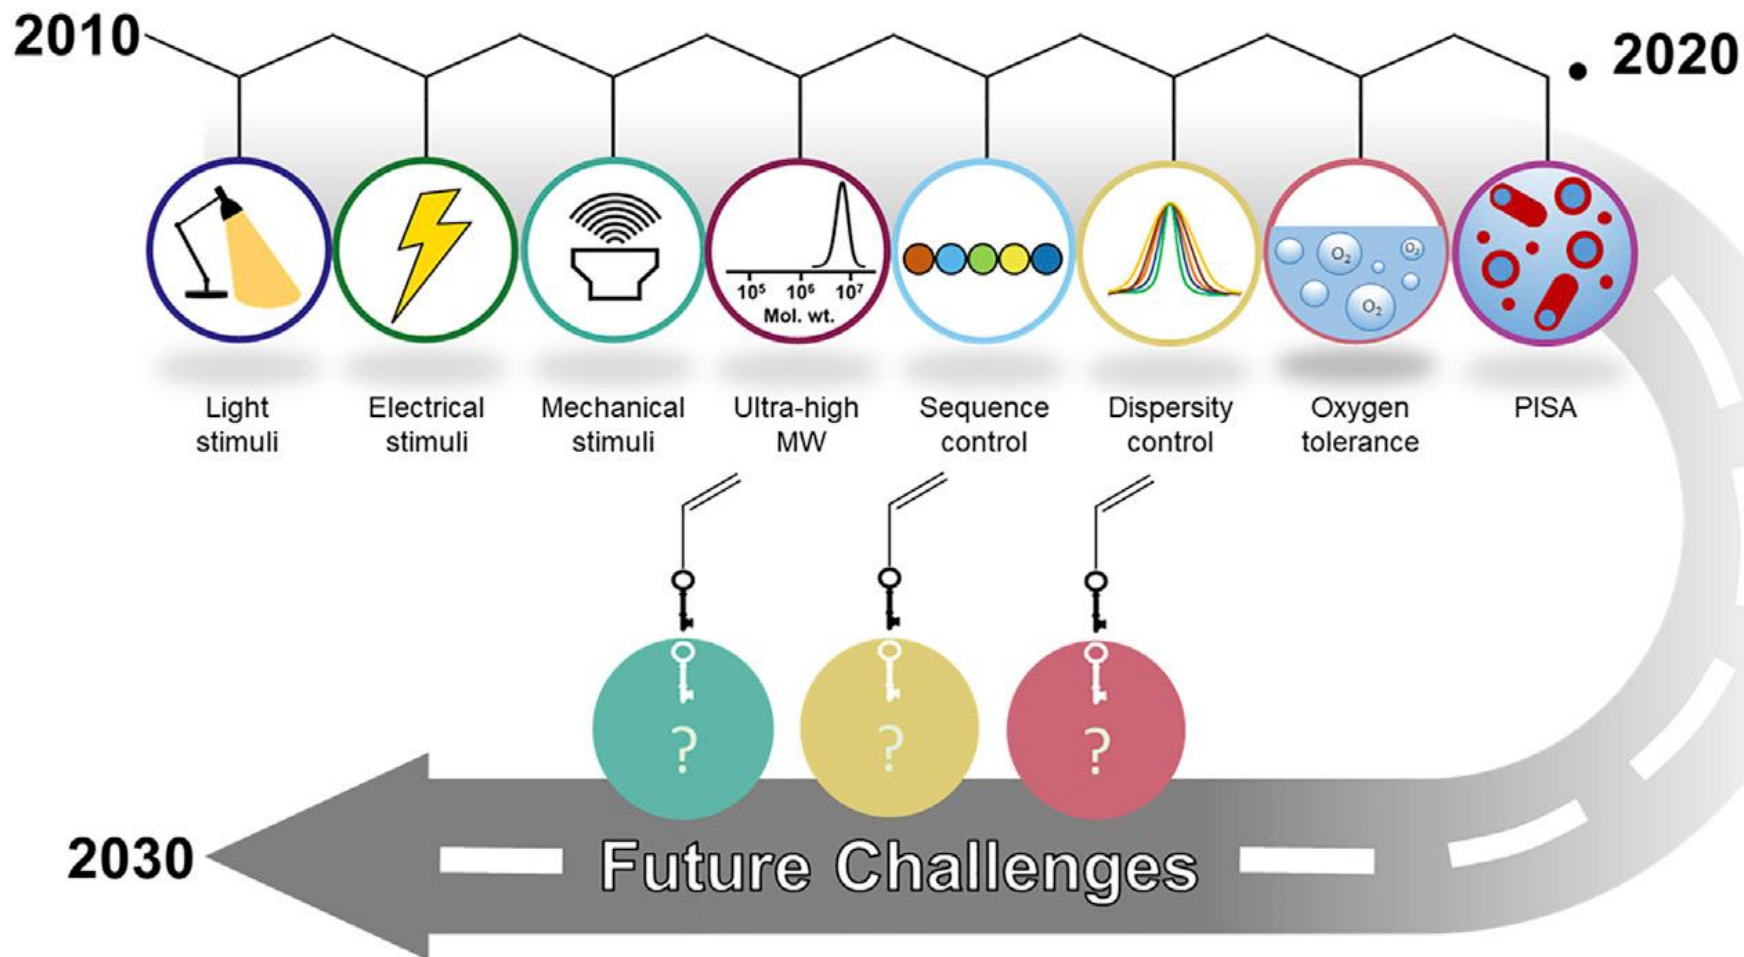 2010
2020
10⁵ 10⁶ 10⁷
Mol. wt.
O₂
O₂
O₂
Light
stimuli
Electrical
stimuli
Mechanical
stimuli
Ultra-high
MW
Sequence
control
Dispersity
control
Oxygen
tolerance
PISA
?
?
?
2030
Future Challenges